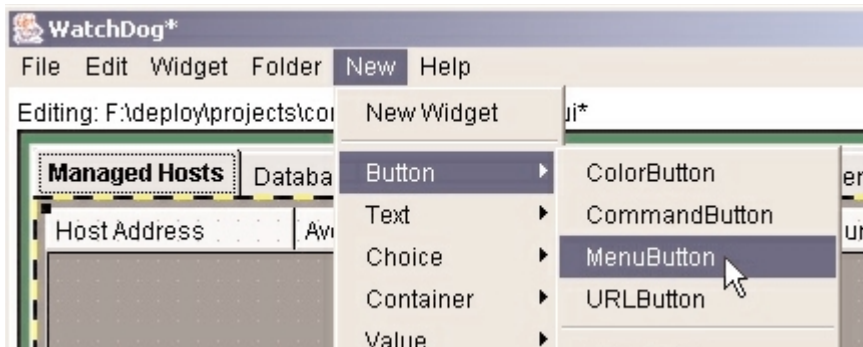 WatchDog*
File Edit Widget Folder New Help
Editing: F:\deploy\projects\co
New Widget
ui*
Managed Hosts
Button
ColorButton
Text
CommandButton
Host Address
Choice
MenuButton
Container
URLButton
Value